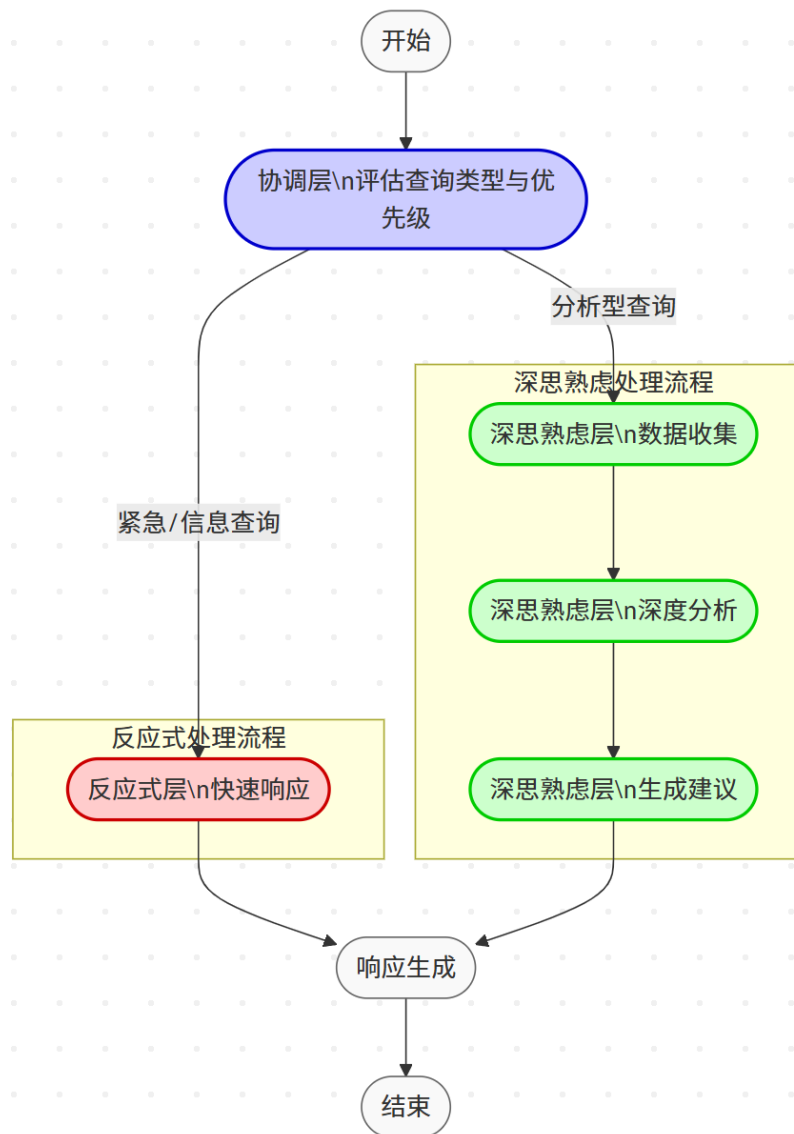 开始
协调层\n评估查询类型与优
先级
分析型查询
深思熟虑处理流程
深思熟虑层\n数据收集
紧急/信息查询
深思熟虑层\n深度分析
反应式处理流程
反应式层\n快速响应
深思熟虑层\n生成建议
响应生成
结束